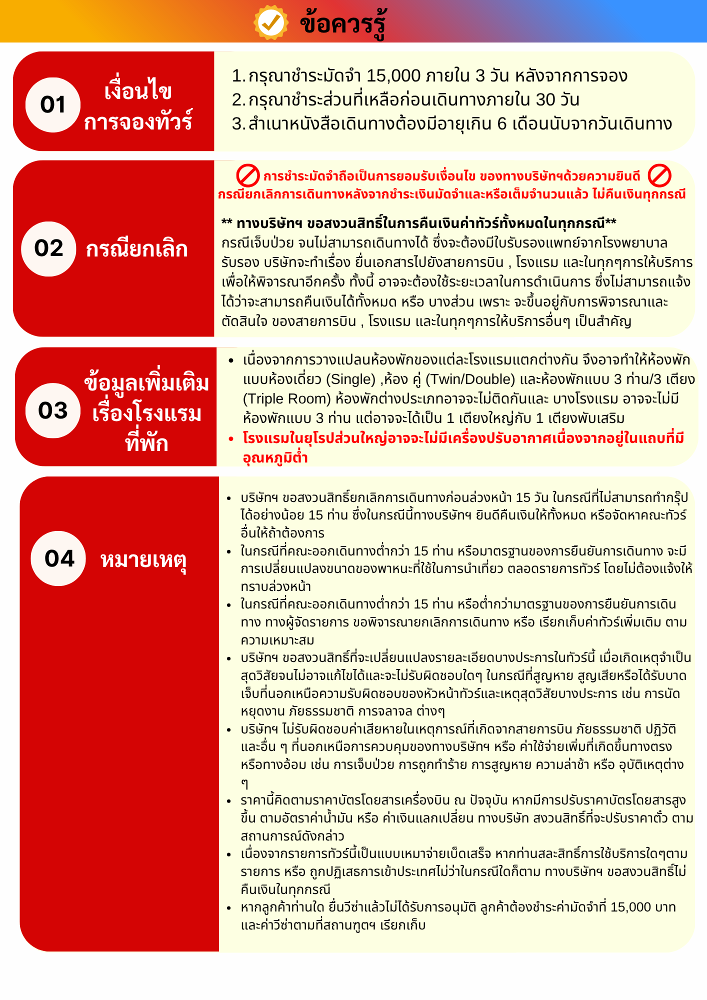 ข้อควรรู้
01
เงื่อนไข
การจองทัวร์
1. กรุณาชำระมัดจำ 15,000 ภายใน 3 วัน หลังจากการจอง
2. กรุณาชำระส่วนที่เหลือก่อนเดินทางภายใน 30 วัน
3. สำเนาหนังสือเดินทางต้องมีอายุเกิน 6 เดือนนับจากวันเดินทาง
02
กรณียกเลิก
การชำระมัดจำถือเป็นการยอมรับเงื่อนไข ของทางบริษัทฯด้วยความยินดี
กรณียกเลิกการเดินทางหลังจากชำระเงินมัดจำและหรือเต็มจำนวนแล้ว ไม่คืนเงินทุกกรณี
** ทางบริษัทฯ ขอสงวนสิทธิ์ในการคืนเงินค่าทัวร์ทั้งหมดในทุกกรณี**
กรณีเจ็บป่วย จนไม่สามารถเดินทางได้ ซึ่งจะต้องมีใบรับรองแพทย์จากโรงพยาบาล
รับรอง บริษัทจะทำเรื่อง ยื่นเอกสารไปยังสายการบิน , โรงแรม และในทุกๆการให้บริการ
เพื่อให้พิจารณาอีกครั้ง ทั้งนี้ อาจจะต้องใช้ระยะเวลาในการดำเนินการ ซึ่งไม่สามารถแจ้ง
ได้ว่าจะสามารถคืนเงินได้ทั้งหมด หรือ บางส่วน เพราะ จะขึ้นอยู่กับการพิจารณาและ
ตัดสินใจ ของสายการบิน , โรงแรม และในทุกๆการให้บริการอื่นๆ เป็นสำคัญ
03
ข้อมูลเพิ่มเติม
เรื่องโรงแรม
ที่พัก
• เนื่องจากการวางแปลนห้องพักของแต่ละโรงแรมแตกต่างกัน จึงอาจทำให้ห้องพัก
แบบห้องเดี่ยว (Single) ,ห้อง คู่ (Twin/Double) และห้องพักแบบ 3 ท่าน/3 เตียง
(Triple Room) ห้องพักต่างประเภทอาจจะไม่ติดกันและ บางโรงแรม อาจจะไม่มี
ห้องพักแบบ 3 ท่าน แต่อาจจะได้เป็น 1 เตียงใหญ่กับ 1 เตียงพับเสริม
• โรงแรมในยุโรปส่วนใหญ่อาจจะไม่มีเครื่องปรับอากาศเนื่องจากอยู่ในแถบที่มี
อุณหภูมิต่ำ
04
หมายเหตุ
• บริษัทฯ ขอสงวนสิทธิ์ยกเลิกการเดินทางก่อนล่วงหน้า 15 วัน ในกรณีที่ไม่สามารถทำกรุ๊ป
ได้อย่างน้อย 15 ท่าน ซึ่งในกรณีนี้ทางบริษัทฯ ยินดีคืนเงินให้ทั้งหมด หรือจัดหาคณะทัวร์
อื่นให้ถ้าต้องการ
• ในกรณีที่คณะออกเดินทางต่ำกว่า 15 ท่าน หรือมาตรฐานของการยืนยันการเดินทาง จะมี
การเปลี่ยนแปลงขนาดของพาหนะที่ใช้ในการนำเที่ยว ตลอดรายการทัวร์ โดยไม่ต้องแจ้งให้
ทราบล่วงหน้า
• ในกรณีที่คณะออกเดินทางต่ำกว่า 15 ท่าน หรือต่ำกว่ามาตรฐานของการยืนยันการเดิน
ทาง ทางผู้จัดรายการ ขอพิจารณายกเลิกการเดินทาง หรือ เรียกเก็บค่าทัวร์เพิ่มเติม ตาม
ความเหมาะสม
• บริษัทฯ ขอสงวนสิทธิ์ที่จะเปลี่ยนแปลงรายละเอียดบางประการในทัวร์นี้ เมื่อเกิดเหตุจำเป็น
สุดวิสัยจนไม่อาจแก้ไขได้และจะไม่รับผิดชอบใดๆ ในกรณีที่สูญหาย สูญเสียหรือได้รับบาด
เจ็บที่นอกเหนือความรับผิดชอบของหัวหน้าทัวร์และเหตุสุดวิสัยบางประการ เช่น การนัด
หยุดงาน ภัยธรรมชาติ การจลาจล ต่างๆ
• บริษัทฯ ไม่รับผิดชอบค่าเสียหายในเหตุการณ์ที่เกิดจากสายการบิน ภัยธรรมชาติ ปฏิวัติ
และอื่น ๆ ที่นอกเหนือการควบคุมของทางบริษัทฯ หรือ ค่าใช้จ่ายเพิ่มที่เกิดขึ้นทางตรง
หรือทางอ้อม เช่น การเจ็บป่วย การถูกทำร้าย การสูญหาย ความล่าช้า หรือ อุบัติเหตุต่าง
ๆ
• ราคานี้คิดตามราคาบัตรโดยสารเครื่องบิน ณ ปัจจุบัน หากมีการปรับราคาบัตรโดยสารสูง
ขึ้น ตามอัตราค่าน้ำมัน หรือ ค่าเงินแลกเปลี่ยน ทางบริษัท สงวนสิทธิ์ที่จะปรับราคาตั๋ว ตาม
สถานการณ์ดังกล่าว
• เนื่องจากรายการทัวร์นี้เป็นแบบเหมาจ่ายเบ็ดเสร็จ หากท่านสละสิทธิ์การใช้บริการใดๆตาม
รายการ หรือ ถูกปฏิเสธการเข้าประเทศไม่ว่าในกรณีใดก็ตาม ทางบริษัทฯ ขอสงวนสิทธิ์ไม่
คืนเงินในทุกกรณี
• หากลูกค้าท่านใด ยื่นวีซ่าแล้วไม่ได้รับการอนุมัติ ลูกค้าต้องชำระค่ามัดจำที่ 15,000 บาท
และค่าวีซ่าตามที่สถานฑูตฯ เรียกเก็บ